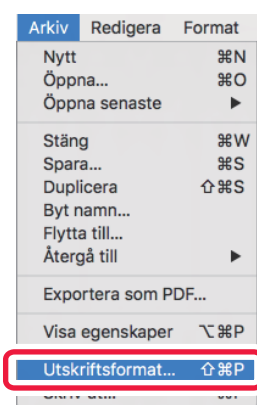 Arkiv Redigera Format
Nytt ⌘N
Öppna... ⌘O
Öppna senaste ▶
Stäng ⌘W
Spara... ⌘S
Duplicera ⇧⌘S
Byt namn...
Flytta till...
Återgå till ▶
Exportera som PDF...
Visa egenskaper ⌥⌘P
Utskriftsformat... ⇧⌘P